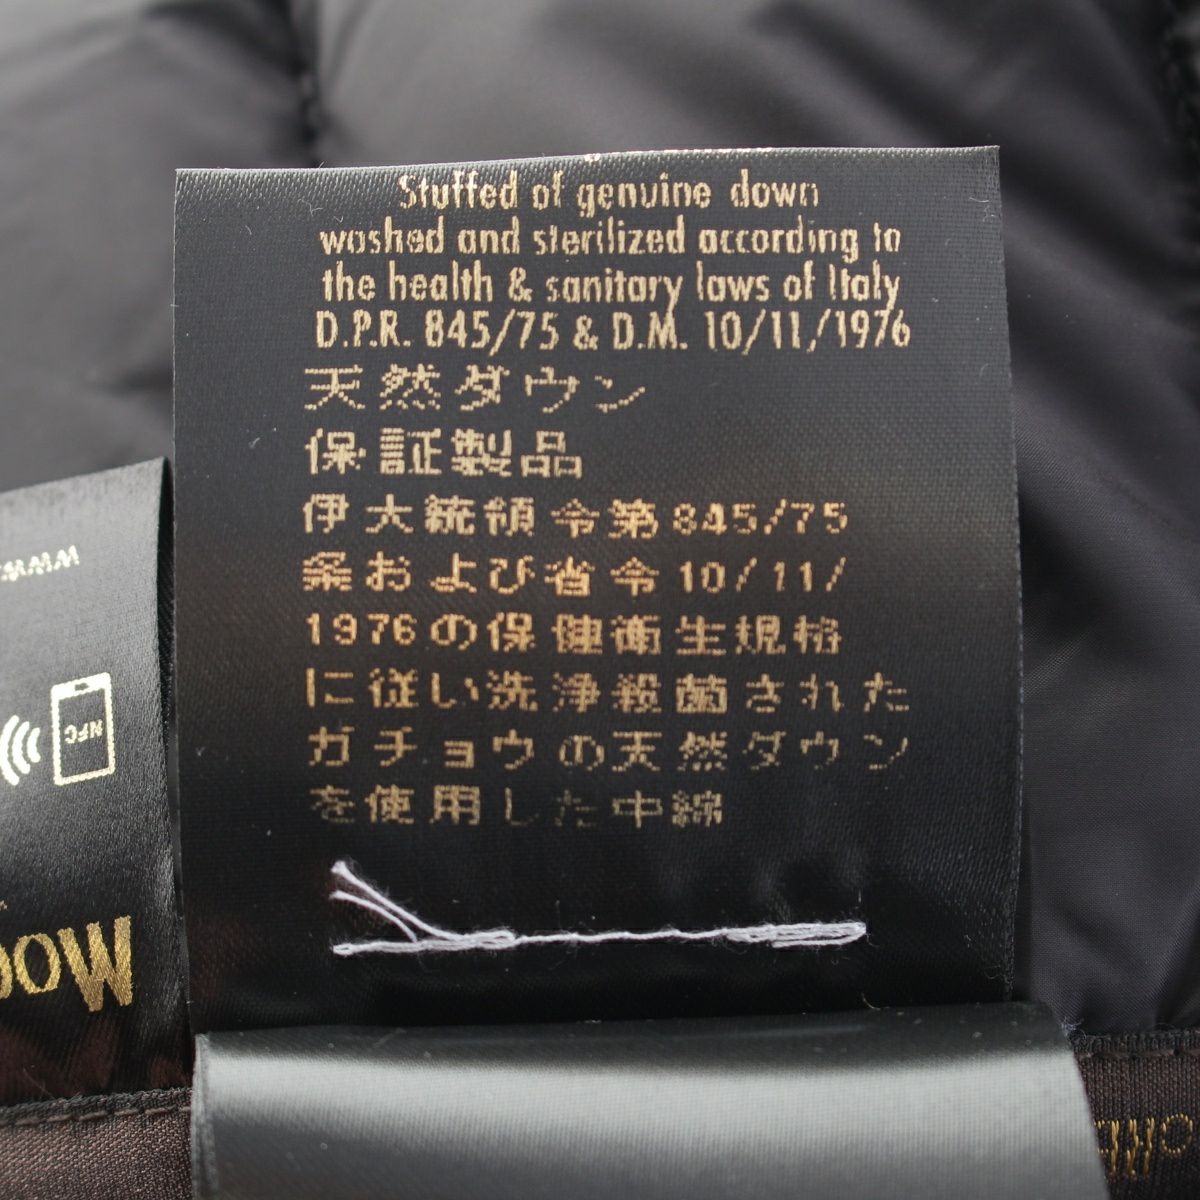 Stuffed of genuine down
washed and sterilized according to
the health & sanitary laws of Italy
D.P.R. 845/75 & D.M. 10/11/1976
天然ダウン
保証製品
伊大統領令第845/75
条および省令10/11/
1976の保健衛生規格
に従い洗浄殺菌された
ガチョウの天然ダウン
を使用した中綿
www.
NFC
Moo